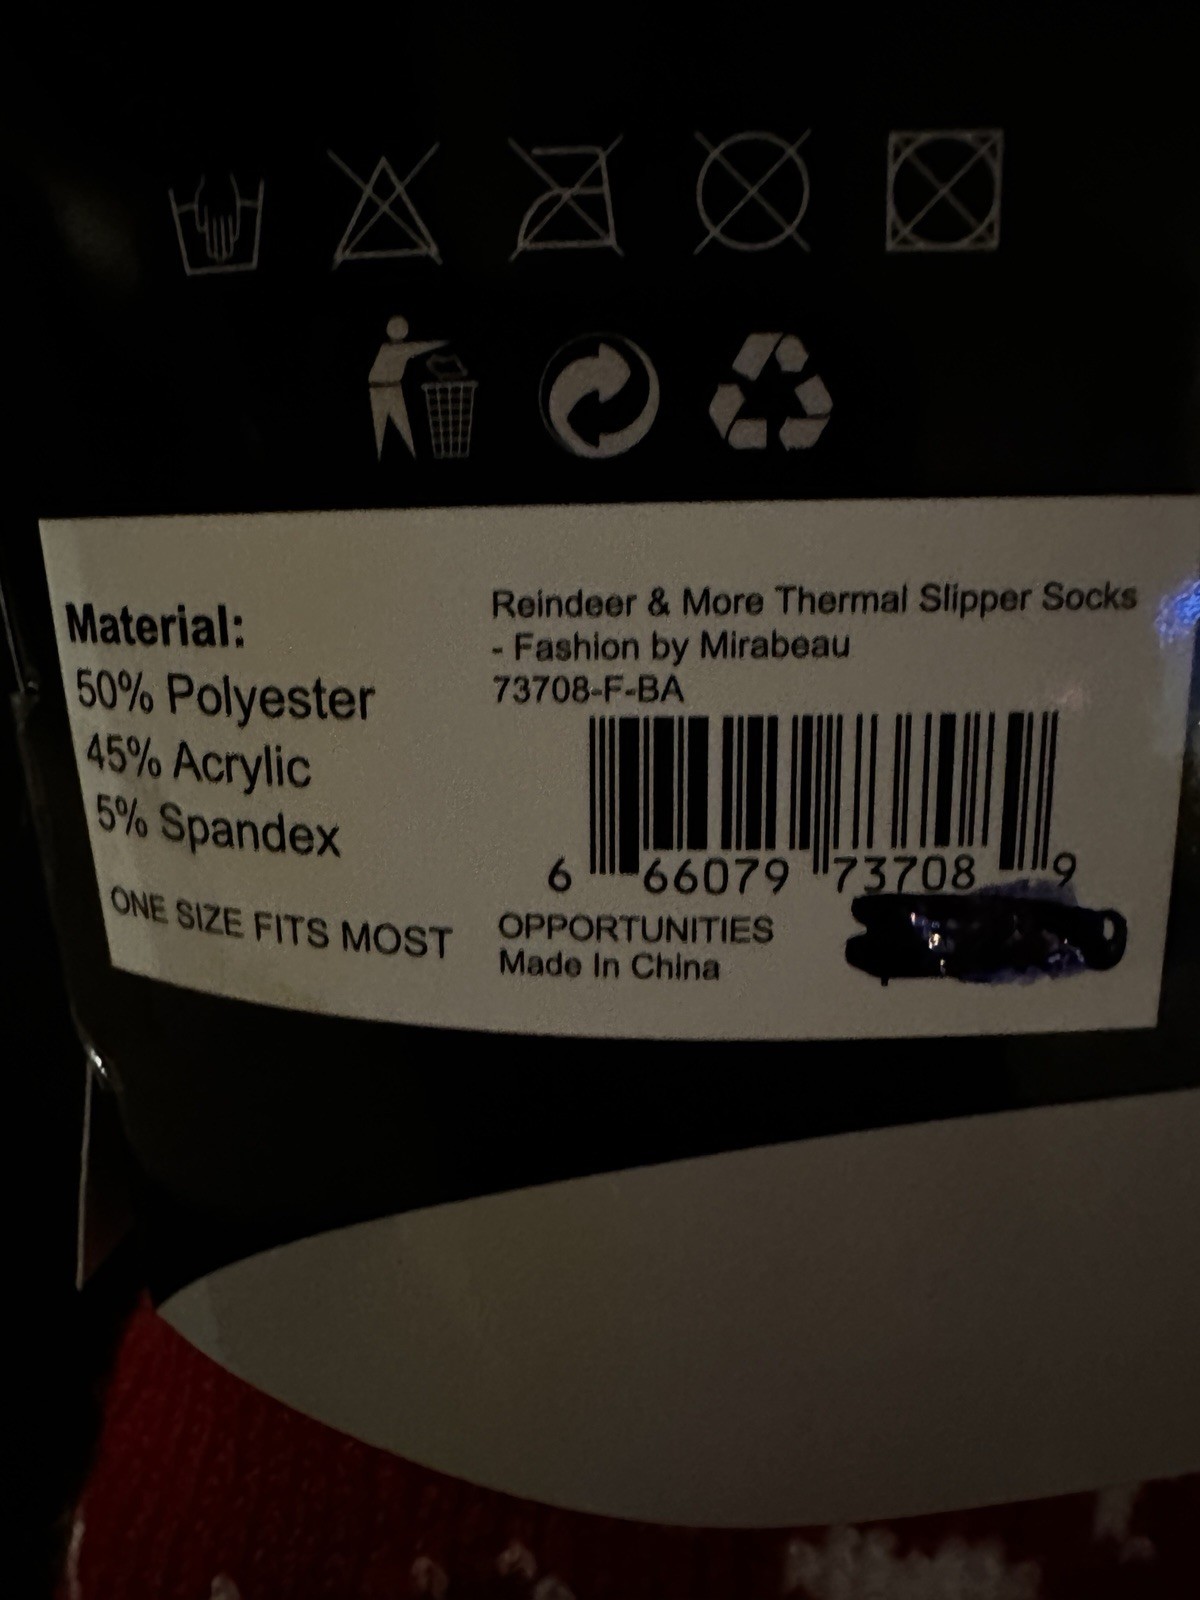 Material:
50% Polyester
45% Acrylic
5% Spandex
ONE SIZE FITS MOST
Reindeer & More Thermal Slipper Socks
- Fashion by Mirabeau
73708-F-BA
6 66079 73708 9
OPPORTUNITIES
Made In China